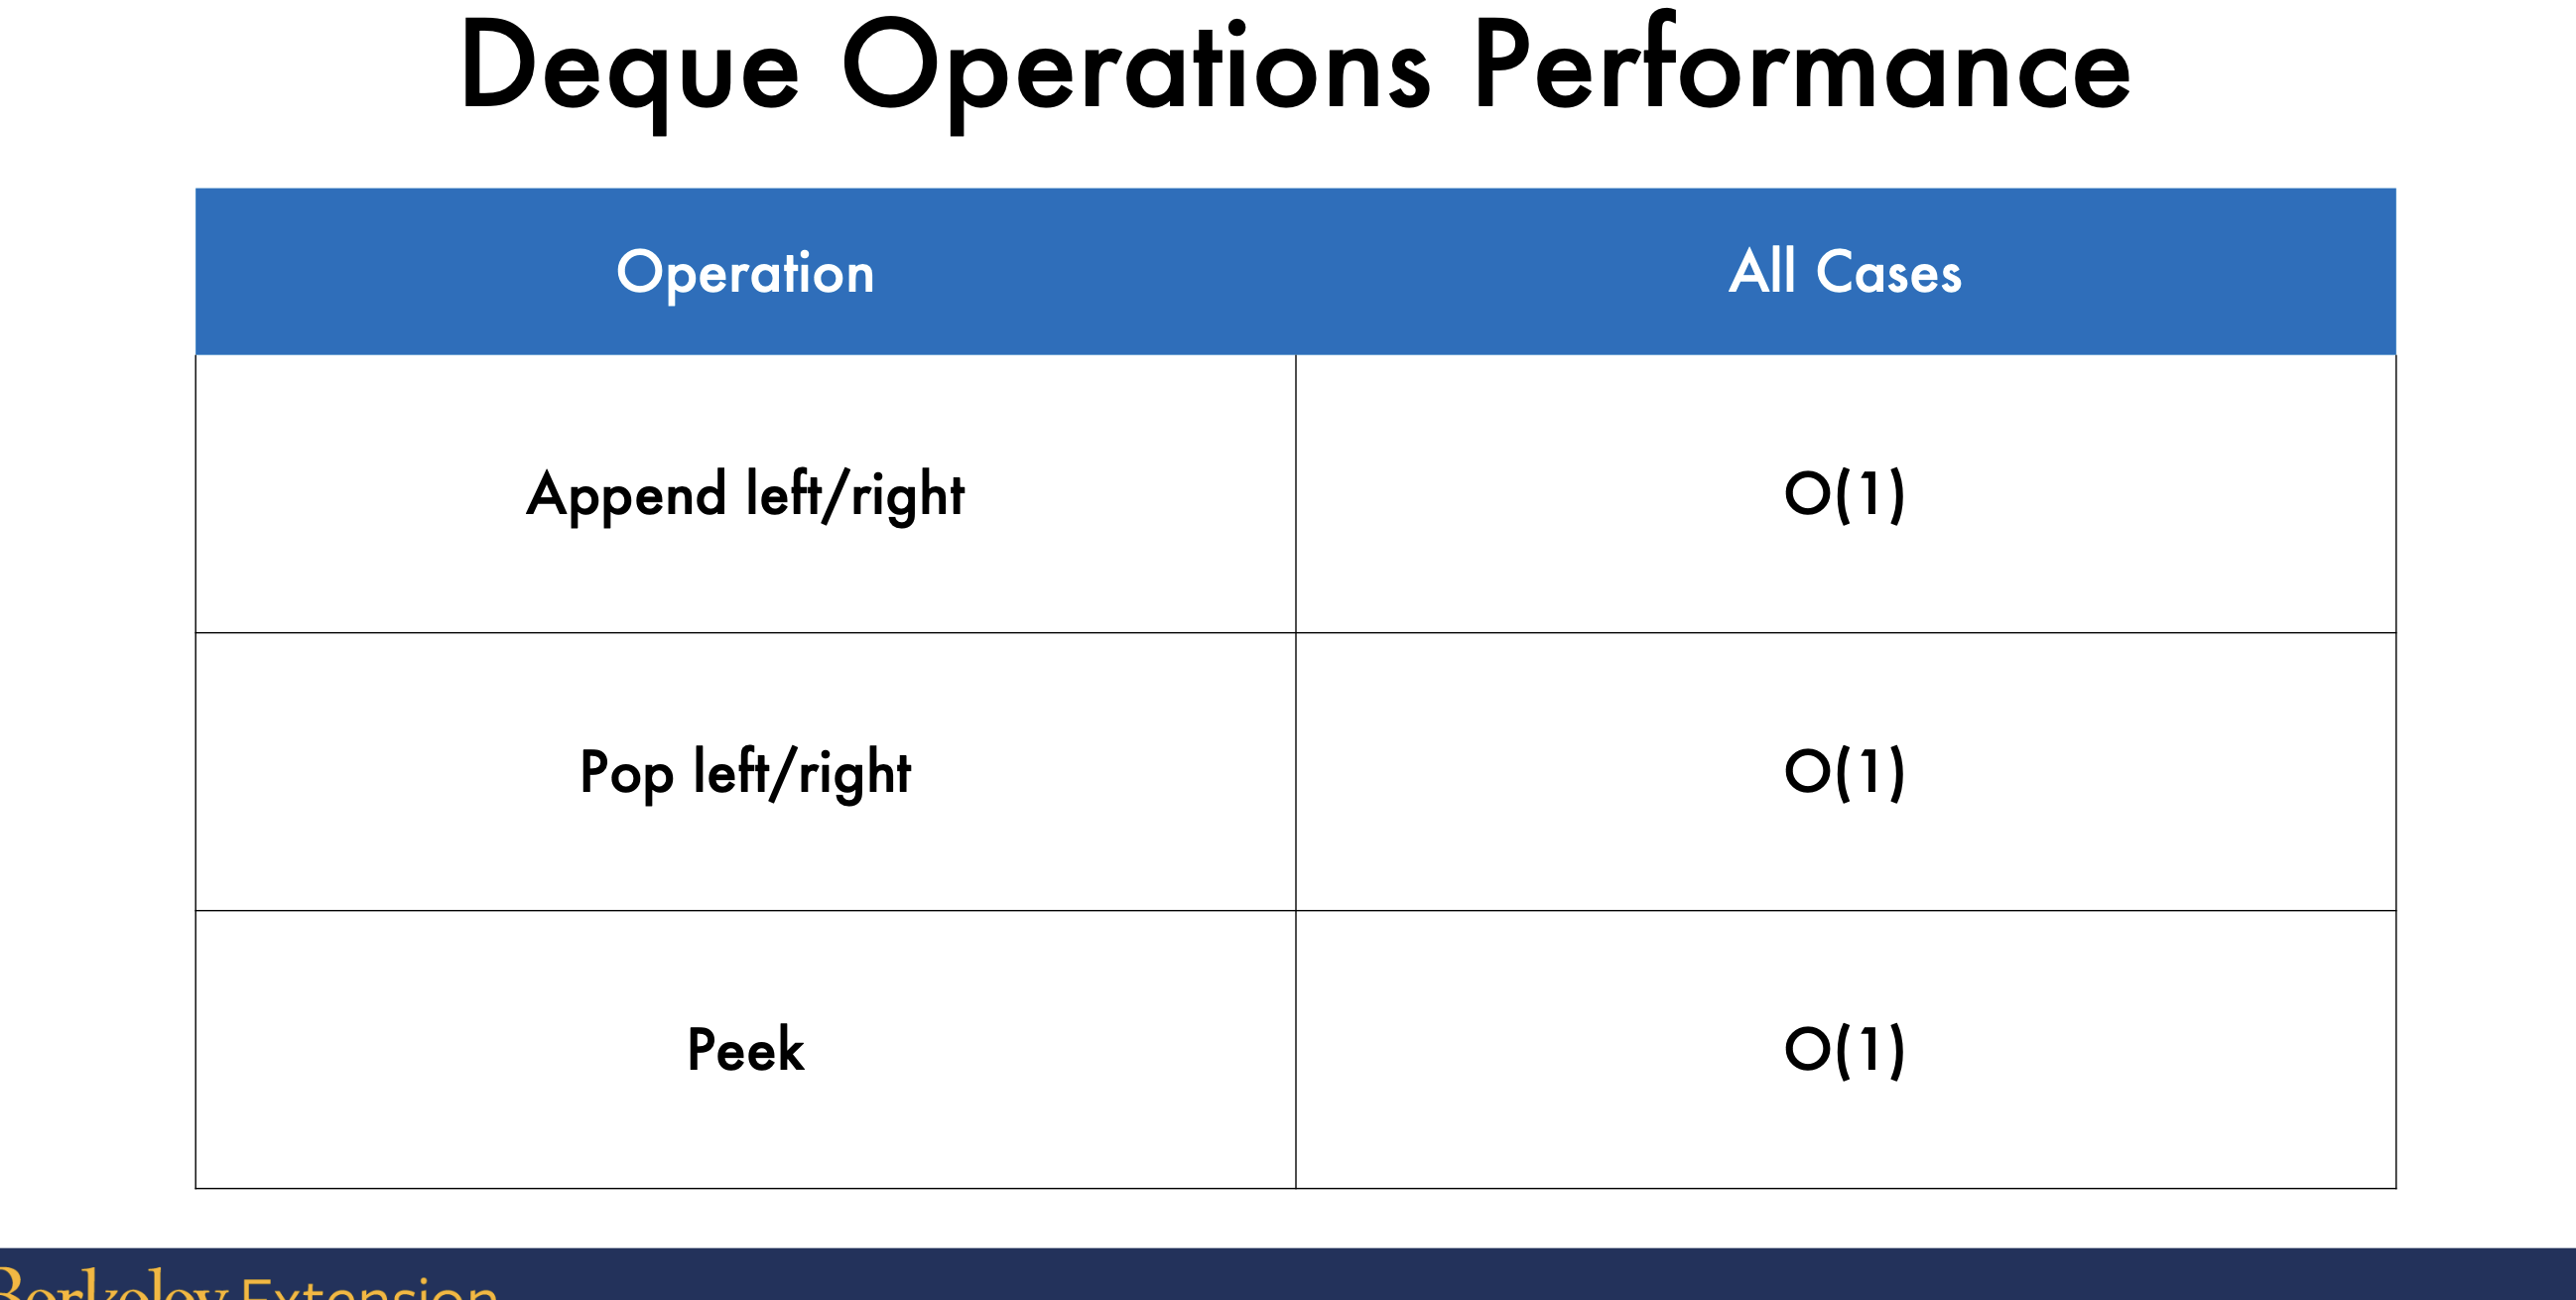 Deque Operations Performance
Operation All Cases
Append left/right O(1)
Pop left/right O(1)
Peek O(1)
Berkeley Extension